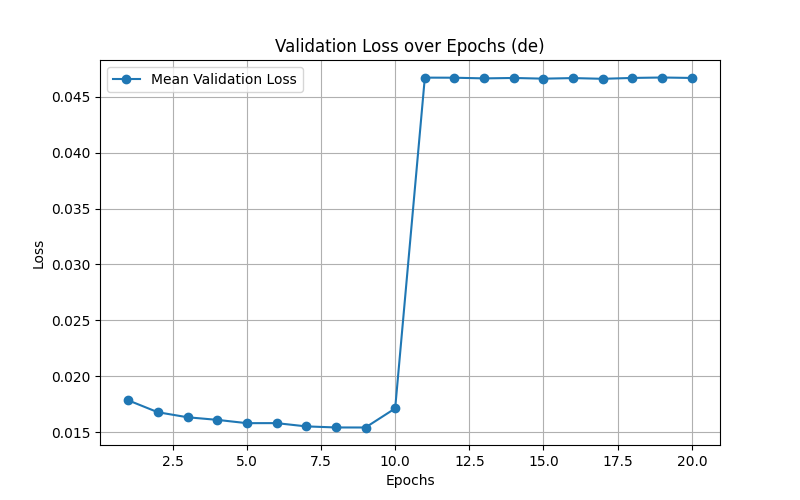 Validation Loss over Epochs (de)
Mean Validation Loss
0.045
0.040
0.035
0.030
0.025
0.020
0.015
Loss
2.5 5.0 7.5 10.0 12.5 15.0 17.5 20.0
Epochs